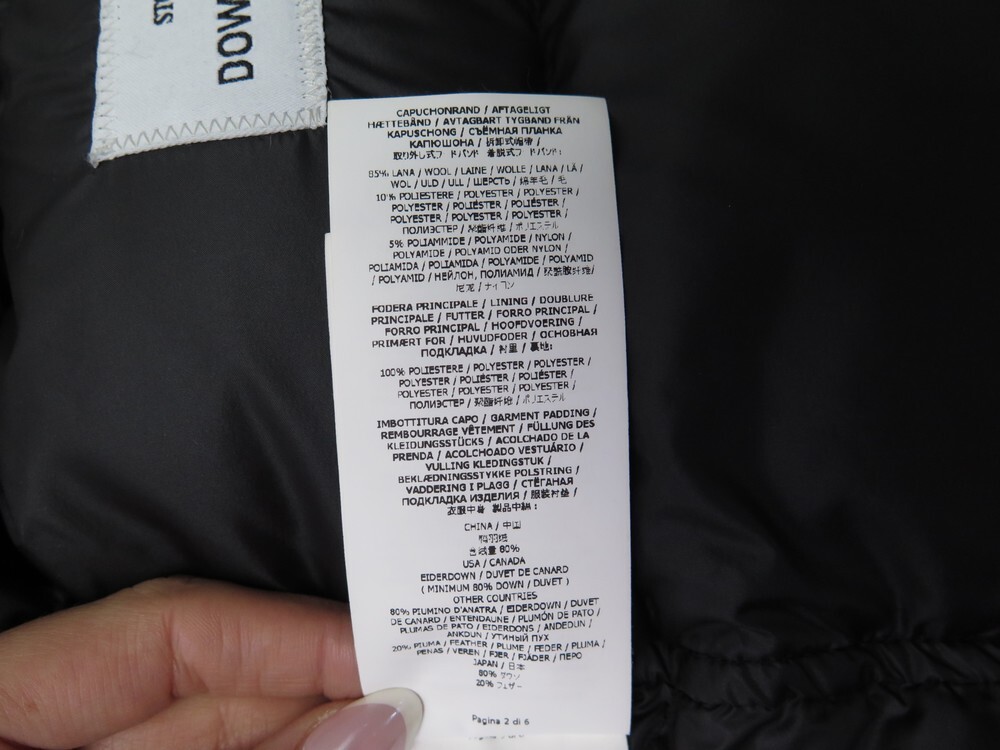 STA
DOW
CAPUCHONRAND / AFTAGELIGT
HÆTTEBÅND / AVTAGBART TYGBAND FRÅN
KAPUSCHONG / СЪЁМНАЯ ПЛАНКА
КАПЮШОНА / 拆卸式帽带 /
取り外し式フードバンド 着脱式フードバンド:
85% LANA / WOOL / LAINE / WOLLE / LANA / LÃ /
WOL / ULD / ULL / ШЕРСТЬ / 绵羊毛 / 毛
10% POLIESTERE / POLYESTER / POLYESTER /
POLYESTER / POLIÉSTER / POLIÉSTER /
POLYESTER / POLYESTER / POLYESTER /
ПОЛИЭСТЕР / 聚酯纤维 / ポリエステル
5% POLIAMMIDE / POLYAMIDE / NYLON /
POLYAMIDE / POLYAMID ODER NYLON /
POLIAMIDA / POLIAMIDA / POLYAMIDE / POLYAMID
/ POLYAMID / НЕЙЛОН, ПОЛИАМИД / 聚酰胺纤维/
尼龙 / ナイロン
FODERA PRINCIPALE / LINING / DOUBLURE
PRINCIPALE / FUTTER / FORRO PRINCIPAL /
FORRO PRINCIPAL / HOOFDVOERING /
PRIMÆRT FOR / HUVUDFODER / ОСНОВНАЯ
ПОДКЛАДКА / 衬里 / 裏地:
100% POLIESTERE / POLYESTER / POLYESTER /
POLYESTER / POLIÉSTER / POLIÉSTER /
POLYESTER / POLYESTER / POLYESTER /
ПОЛИЭСТЕР / 聚酯纤维 / ポリエステル
IMBOTTITURA CAPO / GARMENT PADDING /
REMBOURRAGE VÊTEMENT / FÜLLUNG DES
KLEIDUNGSSTÜCKS / ACOLCHADO DE LA
PRENDA / ACOLCHOADO VESTUÁRIO /
VULLING KLEDINGSTUK /
BEKLÆDNINGSSTYKKE POLSTRING /
VADDERING I PLAGG / СТЁГАНАЯ
ПОДКЛАДКА ИЗДЕЛИЯ / 服装衬垫 /
衣服中身 製品中綿:
CHINA / 中国
鸭羽绒
含绒量 80%
USA / CANADA
EIDERDOWN / DUVET DE CANARD
( MINIMUM 80% DOWN / DUVET )
OTHER COUNTRIES
80% PIUMINO D'ANATRA / EIDERDOWN / DUVET
DE CANARD / ENTENDAUNE / PLUMÓN DE PATO /
PLUMAS DE PATO / EIDERDONS / ANDEDUN /
ANKDUN / УТИНЫЙ ПУХ
20% PIUMA / FEATHER / PLUME / FEDER / PLUMA /
PENAS / VEREN / FJER / FJÄDER / ПЕРО
JAPAN / 日本
80% ダウン
20% フェザー
Pagina 2 di 6